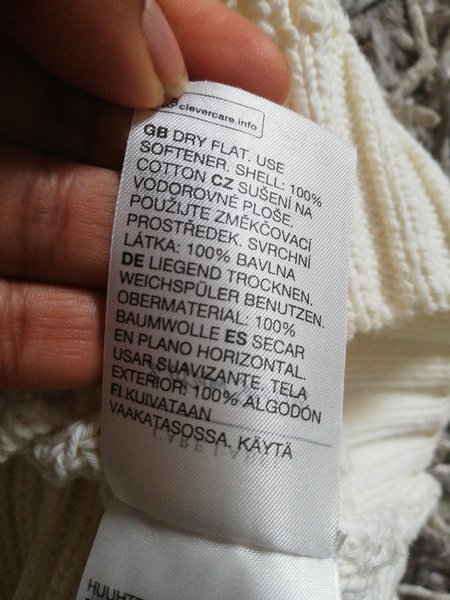 clevercare.info
GB DRY FLAT. USE
SOFTENER. SHELL: 100%
COTTON CZ SUŠENÍ NA
VODOROVNÉ PLOŠE.
POUŽIJTE ZMĚKČOVACÍ
PROSTŘEDEK. SVRCHNÍ
LÁTKA: 100% BAVLNA
DE LIEGEND TROCKNEN.
WEICHSPÜLER BENUTZEN.
OBERMATERIAL: 100%
BAUMWOLLE ES SECAR
EN PLANO HORIZONTAL.
USAR SUAVIZANTE. TELA
EXTERIOR: 100% ALGODÓN
FI KUIVATAAN
VAAKATASOSSA. KÄYTÄ